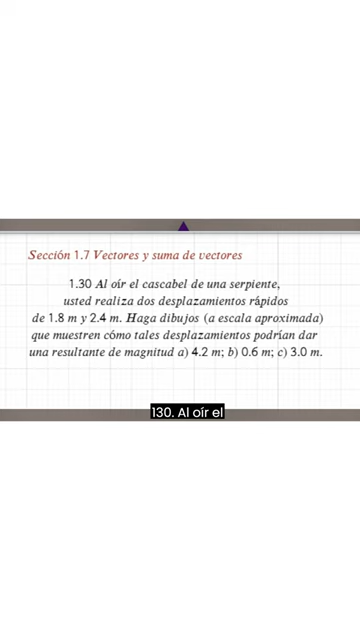 Sección 1.7 Vectores y suma de vectores
1.30 Al oír el cascabel de una serpiente,
usted realiza dos desplazamientos rápidos
de 1.8 m y 2.4 m. Haga dibujos (a escala aproximada)
que muestren cómo tales desplazamientos podrían dar
una resultante de magnitud a) 4.2 m; b) 0.6 m; c) 3.0 m.
130. Al oír el